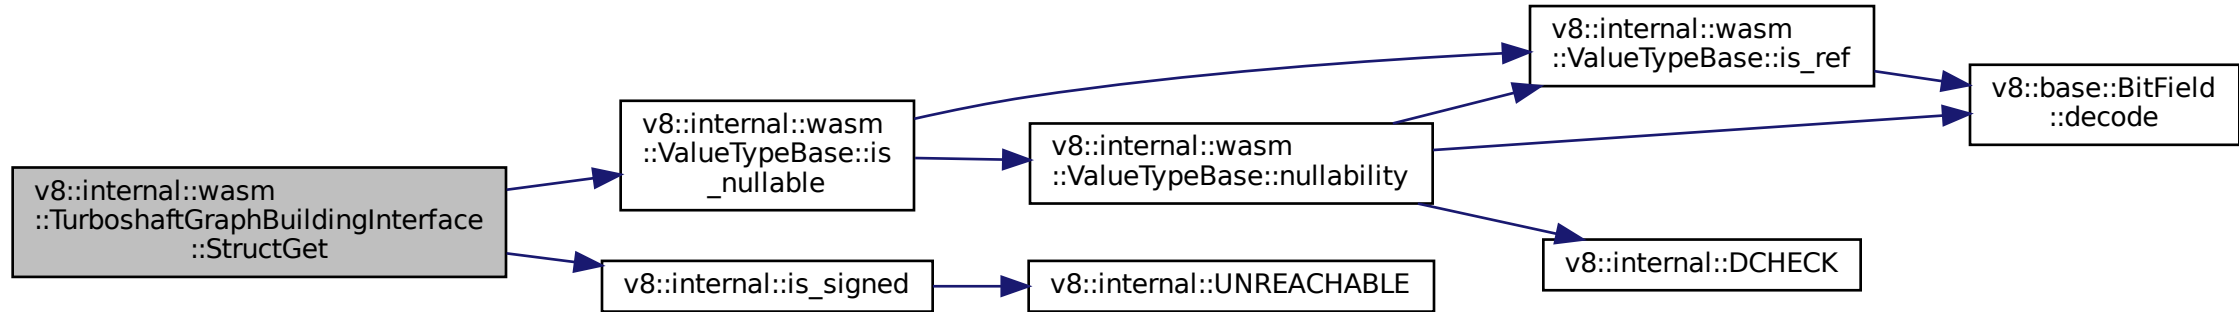 v8::internal::wasm
::TurboshaftGraphBuildingInterface
::StructGet
v8::internal::wasm
::ValueTypeBase::is
_nullable
v8::internal::is_signed
v8::internal::wasm
::ValueTypeBase::nullability
v8::internal::UNREACHABLE
v8::internal::wasm
::ValueTypeBase::is_ref
v8::internal::DCHECK
v8::base::BitField
::decode